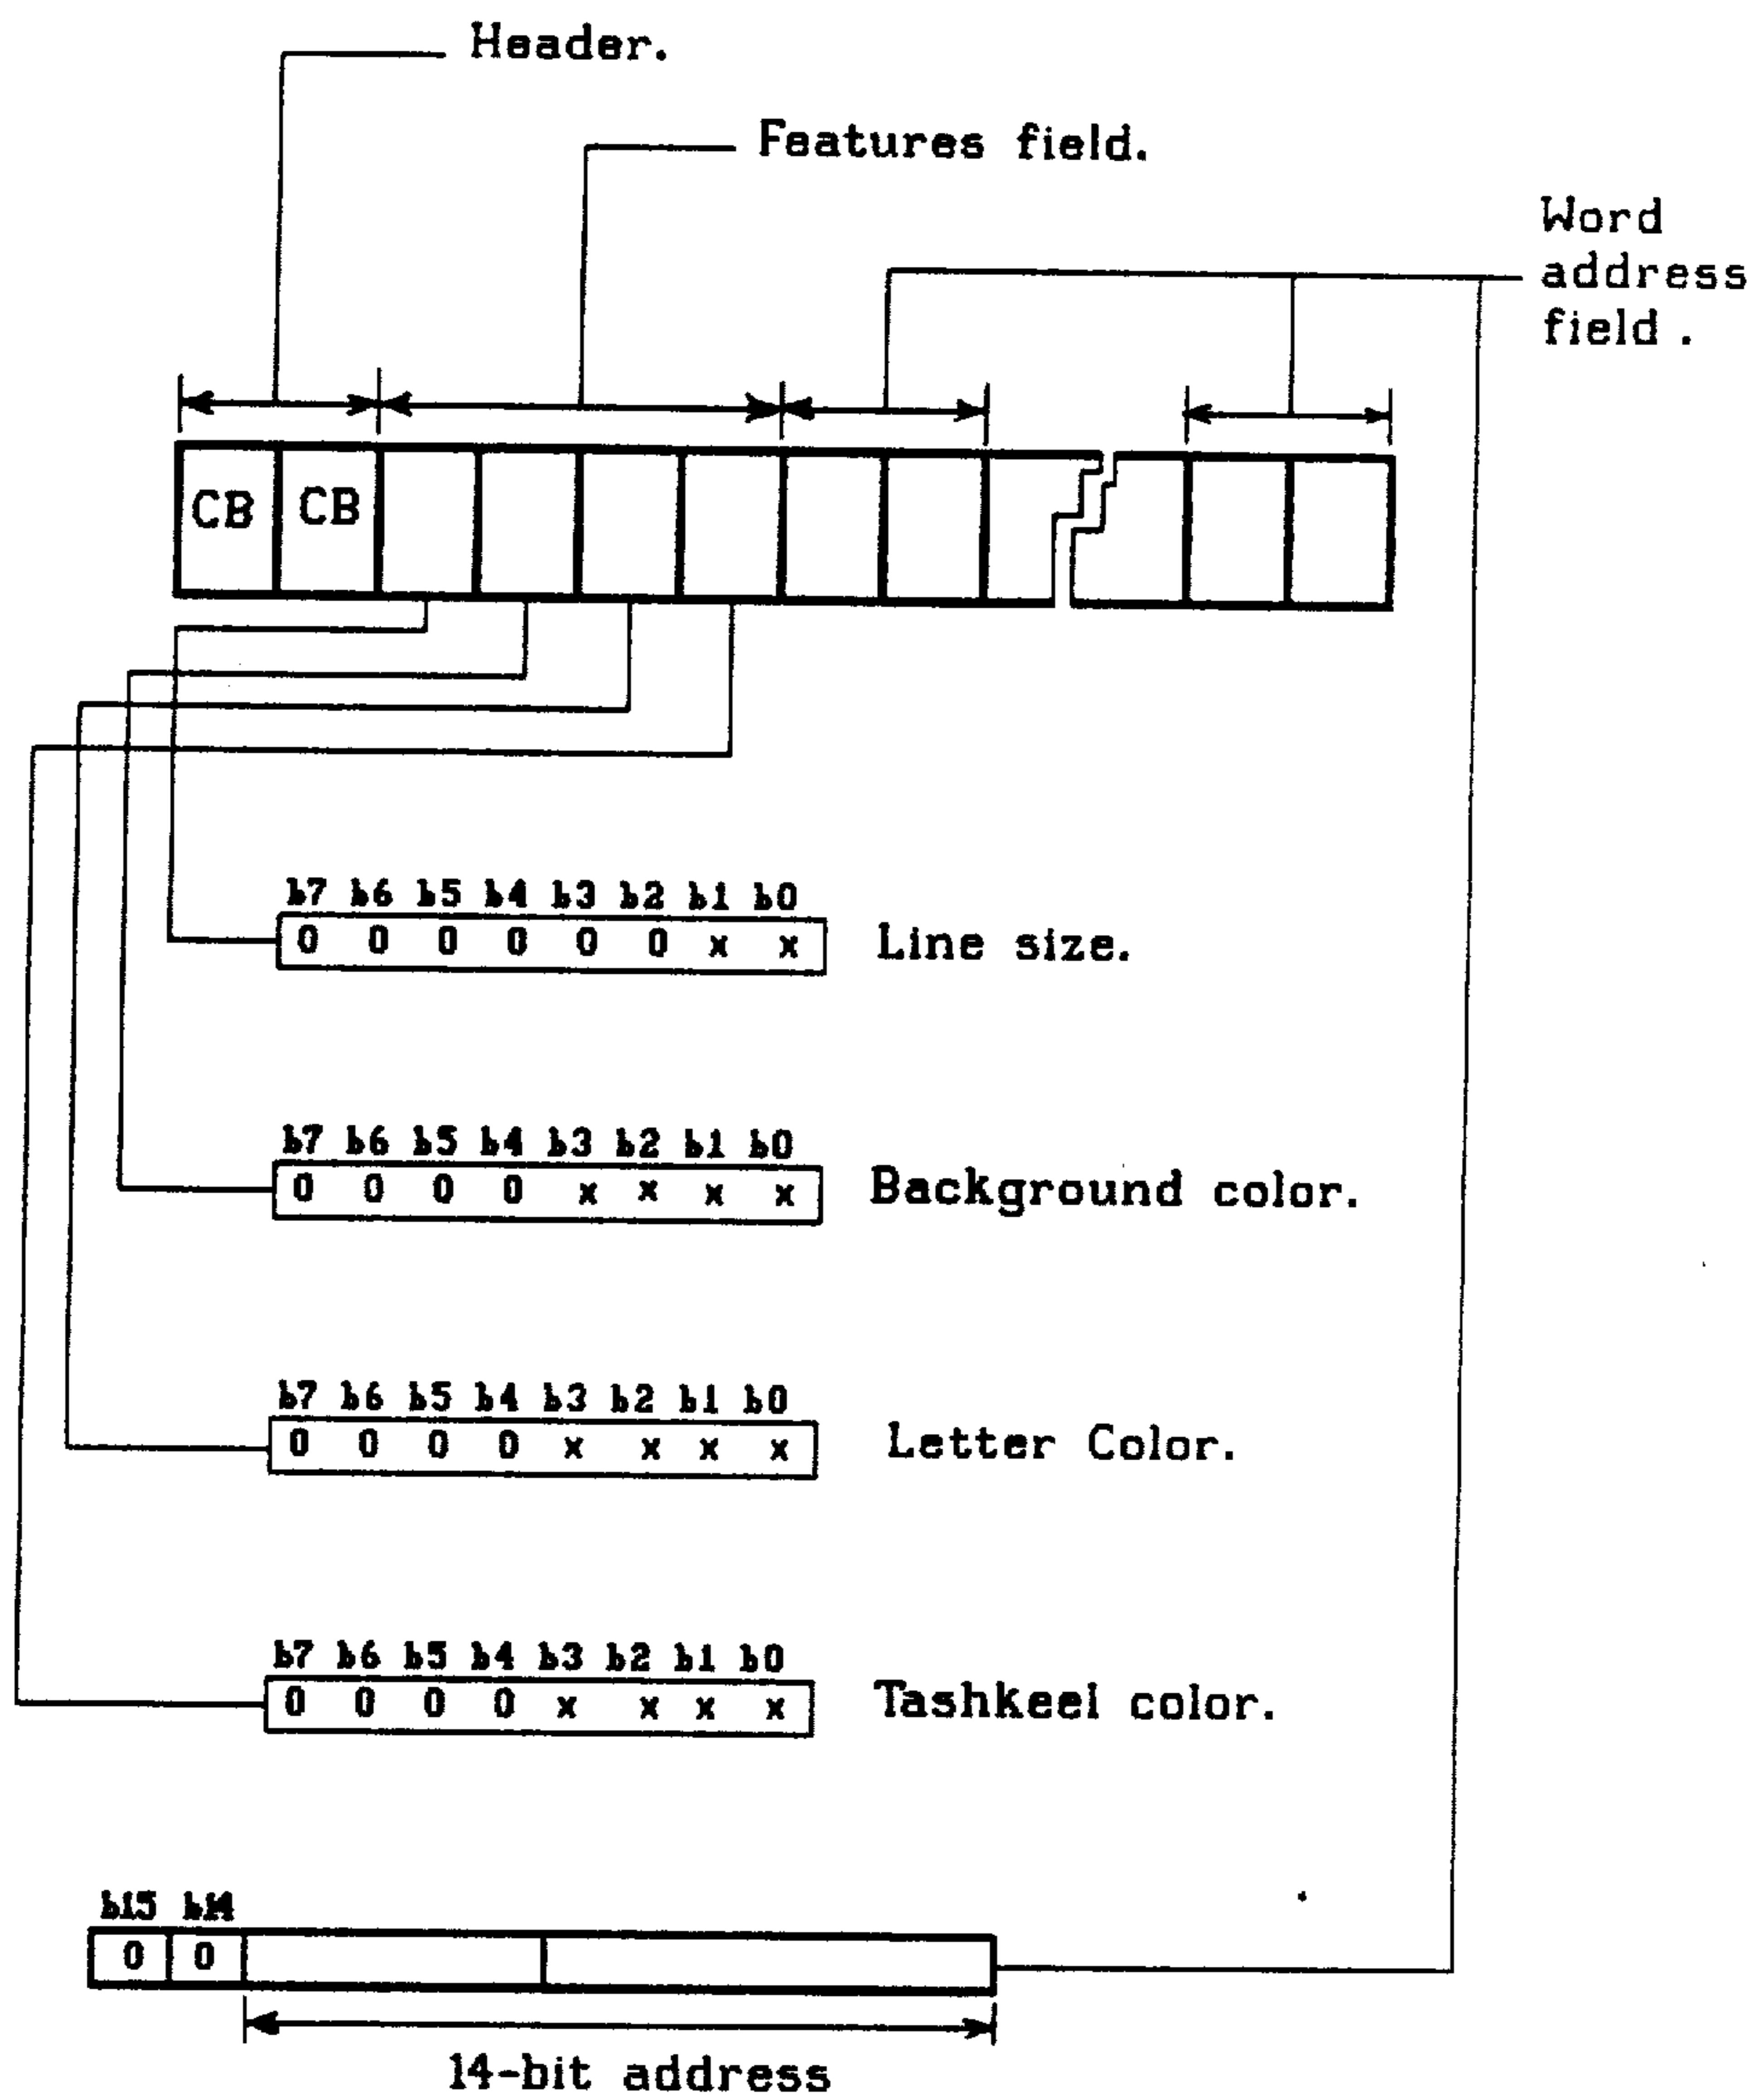 Header.
Features field.
Word
address
field .
CB CB
b7 b6 b5 b4 b3 b2 b1 b0
0 0 0 0 0 0 x x
Line size.
b7 b6 b5 b4 b3 b2 b1 b0
0 0 0 0 x x x x
Background color.
b7 b6 b5 b4 b3 b2 b1 b0
0 0 0 0 x x x x
Letter Color.
b7 b6 b5 b4 b3 b2 b1 b0
0 0 0 0 x x x x
Tashkeel color.
b15 b14
0 0
14-bit address